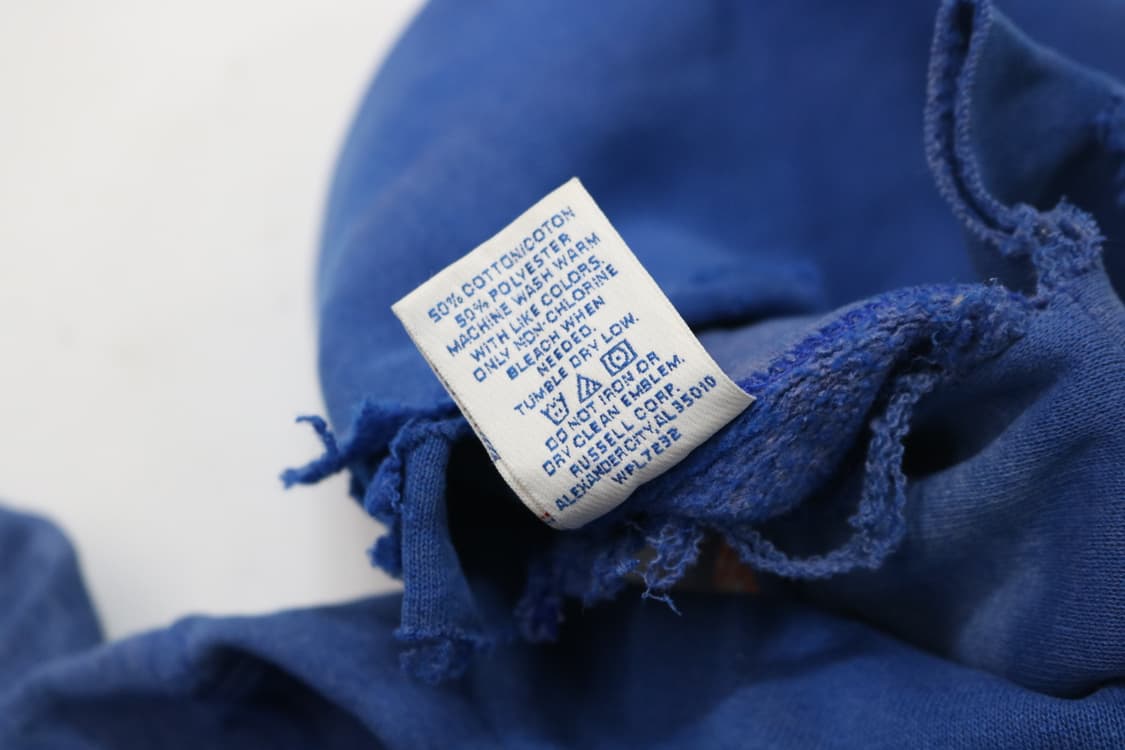 50% COTTON/COTON
50% POLYESTER
MACHINE WASH WARM
WITH LIKE COLORS.
ONLY NON-CHLORINE
BLEACH WHEN
NEEDED.
TUMBLE DRY LOW.
DO NOT IRON OR
DRY CLEAN EMBLEM.
RUSSELL CORP.
ALEXANDER CITY,AL 35010
WPL7232